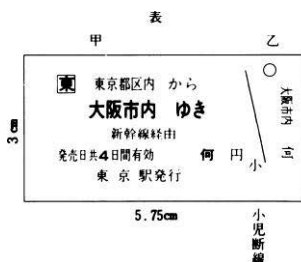 表
甲 乙
東 東京都区内 から
大阪市内 ゆき
新幹線経由
発売日共4日間有効 何 円
東京駅発行
小
大阪市内 何
3cm
5.75cm
小児断線